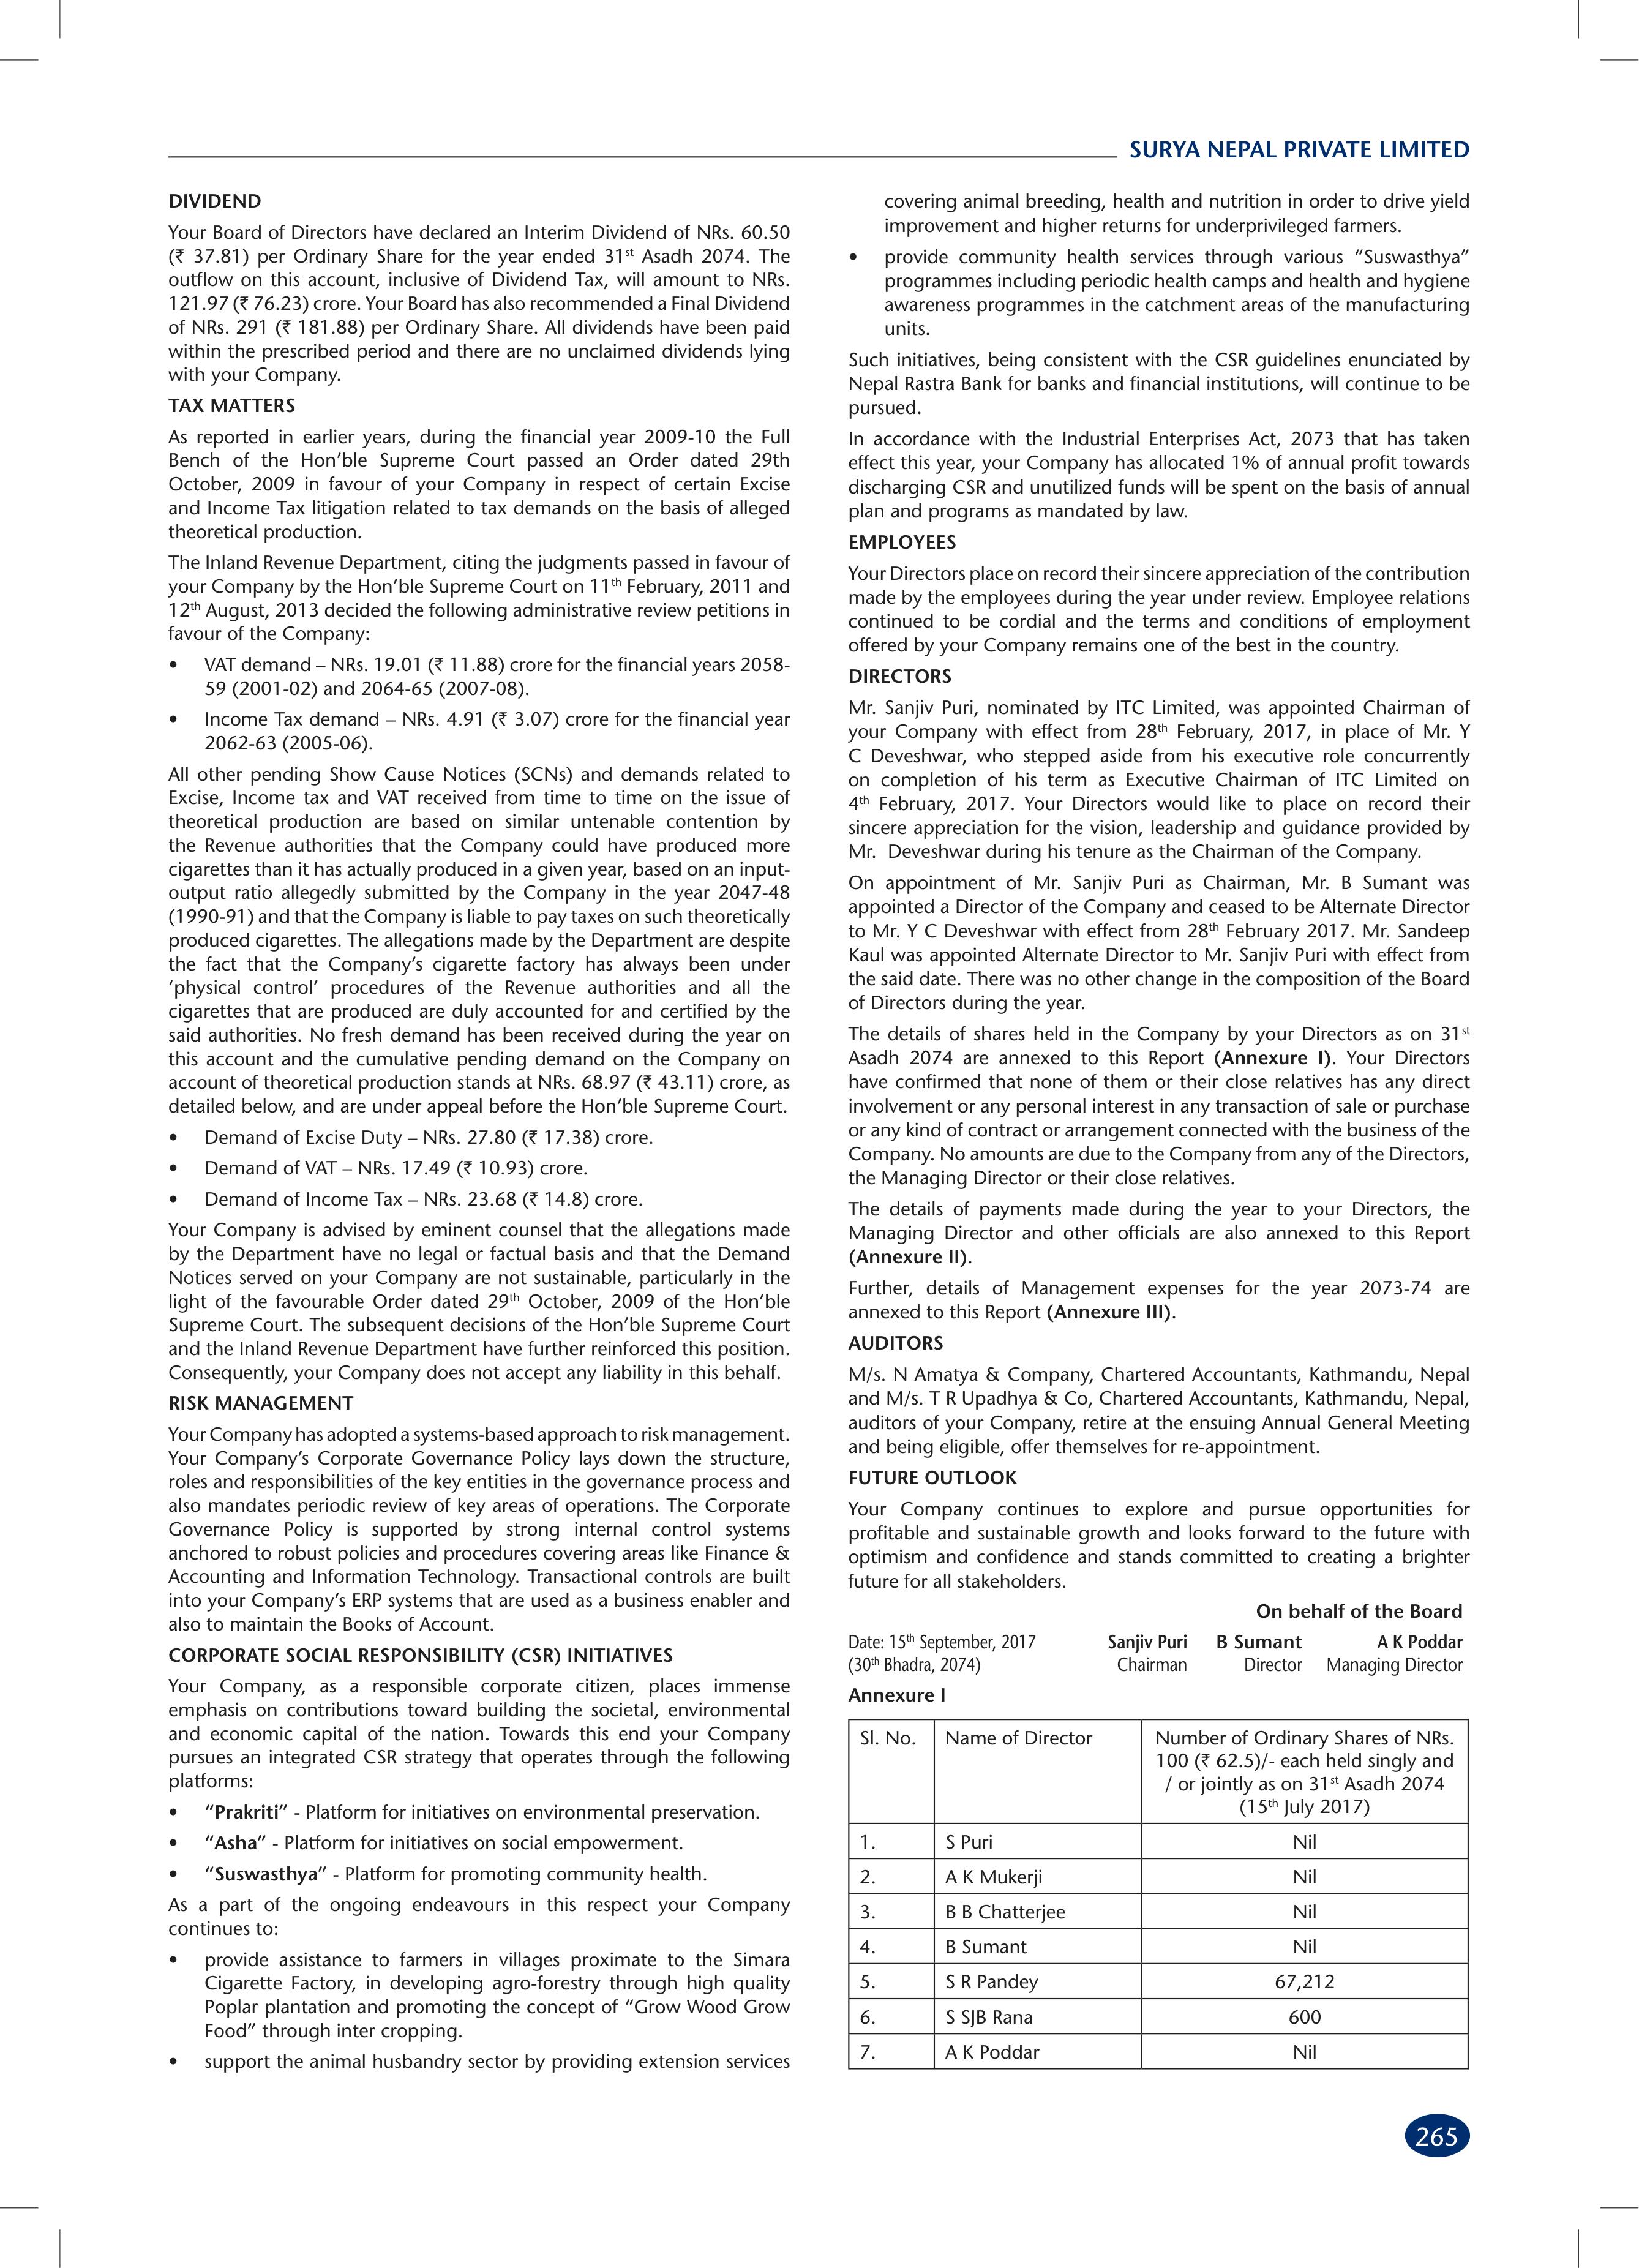 SURYA NEPAL PRIVATE LIMITED
DIVIDEND
Your Board of Directors have declared an Interim Dividend of NRs. 60.50
(₹ 37.81) per Ordinary Share for the year ended 31st Asadh 2074. The
outflow on this account, inclusive of Dividend Tax, will amount to NRs.
121.97 (₹ 76.23) crore. Your Board has also recommended a Final Dividend
of NRs. 291 (₹ 181.88) per Ordinary Share. All dividends have been paid
within the prescribed period and there are no unclaimed dividends lying
with your Company.
TAX MATTERS
As reported in earlier years, during the financial year 2009-10 the Full
Bench of the Hon’ble Supreme Court passed an Order dated 29th
October, 2009 in favour of your Company in respect of certain Excise
and Income Tax litigation related to tax demands on the basis of alleged
theoretical production.
The Inland Revenue Department, citing the judgments passed in favour of
your Company by the Hon’ble Supreme Court on 11th February, 2011 and
12th August, 2013 decided the following administrative review petitions in
favour of the Company:
• VAT demand – NRs. 19.01 (₹ 11.88) crore for the financial years 2058-
59 (2001-02) and 2064-65 (2007-08).
• Income Tax demand – NRs. 4.91 (₹ 3.07) crore for the financial year
2062-63 (2005-06).
All other pending Show Cause Notices (SCNs) and demands related to
Excise, Income tax and VAT received from time to time on the issue of
theoretical production are based on similar untenable contention by
the Revenue authorities that the Company could have produced more
cigarettes than it has actually produced in a given year, based on an input-
output ratio allegedly submitted by the Company in the year 2047-48
(1990-91) and that the Company is liable to pay taxes on such theoretically
produced cigarettes. The allegations made by the Department are despite
the fact that the Company’s cigarette factory has always been under
‘physical control’ procedures of the Revenue authorities and all the
cigarettes that are produced are duly accounted for and certified by the
said authorities. No fresh demand has been received during the year on
this account and the cumulative pending demand on the Company on
account of theoretical production stands at NRs. 68.97 (₹ 43.11) crore, as
detailed below, and are under appeal before the Hon’ble Supreme Court.
• Demand of Excise Duty – NRs. 27.80 (₹ 17.38) crore.
• Demand of VAT – NRs. 17.49 (₹ 10.93) crore.
• Demand of Income Tax – NRs. 23.68 (₹ 14.8) crore.
Your Company is advised by eminent counsel that the allegations made
by the Department have no legal or factual basis and that the Demand
Notices served on your Company are not sustainable, particularly in the
light of the favourable Order dated 29th October, 2009 of the Hon’ble
Supreme Court. The subsequent decisions of the Hon’ble Supreme Court
and the Inland Revenue Department have further reinforced this position.
Consequently, your Company does not accept any liability in this behalf.
RISK MANAGEMENT
Your Company has adopted a systems-based approach to risk management.
Your Company’s Corporate Governance Policy lays down the structure,
roles and responsibilities of the key entities in the governance process and
also mandates periodic review of key areas of operations. The Corporate
Governance Policy is supported by strong internal control systems
anchored to robust policies and procedures covering areas like Finance &
Accounting and Information Technology. Transactional controls are built
into your Company’s ERP systems that are used as a business enabler and
also to maintain the Books of Account.
CORPORATE SOCIAL RESPONSIBILITY (CSR) INITIATIVES
Your Company, as a responsible corporate citizen, places immense
emphasis on contributions toward building the societal, environmental
and economic capital of the nation. Towards this end your Company
pursues an integrated CSR strategy that operates through the following
platforms:
• “Prakriti” - Platform for initiatives on environmental preservation.
• “Asha” - Platform for initiatives on social empowerment.
• “Suswasthya” - Platform for promoting community health.
As a part of the ongoing endeavours in this respect your Company
continues to:
• provide assistance to farmers in villages proximate to the Simara
Cigarette Factory, in developing agro-forestry through high quality
Poplar plantation and promoting the concept of “Grow Wood Grow
Food” through inter cropping.
• support the animal husbandry sector by providing extension services
covering animal breeding, health and nutrition in order to drive yield
improvement and higher returns for underprivileged farmers.
• provide community health services through various “Suswasthya”
programmes including periodic health camps and health and hygiene
awareness programmes in the catchment areas of the manufacturing
units.
Such initiatives, being consistent with the CSR guidelines enunciated by
Nepal Rastra Bank for banks and financial institutions, will continue to be
pursued.
In accordance with the Industrial Enterprises Act, 2073 that has taken
effect this year, your Company has allocated 1% of annual profit towards
discharging CSR and unutilized funds will be spent on the basis of annual
plan and programs as mandated by law.
EMPLOYEES
Your Directors place on record their sincere appreciation of the contribution
made by the employees during the year under review. Employee relations
continued to be cordial and the terms and conditions of employment
offered by your Company remains one of the best in the country.
DIRECTORS
Mr. Sanjiv Puri, nominated by ITC Limited, was appointed Chairman of
your Company with effect from 28th February, 2017, in place of Mr. Y
C Deveshwar, who stepped aside from his executive role concurrently
on completion of his term as Executive Chairman of ITC Limited on
4th February, 2017. Your Directors would like to place on record their
sincere appreciation for the vision, leadership and guidance provided by
Mr. Deveshwar during his tenure as the Chairman of the Company.
On appointment of Mr. Sanjiv Puri as Chairman, Mr. B Sumant was
appointed a Director of the Company and ceased to be Alternate Director
to Mr. Y C Deveshwar with effect from 28th February 2017. Mr. Sandeep
Kaul was appointed Alternate Director to Mr. Sanjiv Puri with effect from
the said date. There was no other change in the composition of the Board
of Directors during the year.
The details of shares held in the Company by your Directors as on 31st
Asadh 2074 are annexed to this Report (Annexure I). Your Directors
have confirmed that none of them or their close relatives has any direct
involvement or any personal interest in any transaction of sale or purchase
or any kind of contract or arrangement connected with the business of the
Company. No amounts are due to the Company from any of the Directors,
the Managing Director or their close relatives.
The details of payments made during the year to your Directors, the
Managing Director and other officials are also annexed to this Report
(Annexure II).
Further, details of Management expenses for the year 2073-74 are
annexed to this Report (Annexure III).
AUDITORS
M/s. N Amatya & Company, Chartered Accountants, Kathmandu, Nepal
and M/s. T R Upadhya & Co, Chartered Accountants, Kathmandu, Nepal,
auditors of your Company, retire at the ensuing Annual General Meeting
and being eligible, offer themselves for re-appointment.
FUTURE OUTLOOK
Your Company continues to explore and pursue opportunities for
profitable and sustainable growth and looks forward to the future with
optimism and confidence and stands committed to creating a brighter
future for all stakeholders.
On behalf of the Board
Date: 15th September, 2017 Sanjiv Puri B Sumant A K Poddar
(30th Bhadra, 2074) Chairman Director Managing Director
Annexure I
Sl. No. Name of Director Number of Ordinary Shares of NRs.
100 (₹ 62.5)/- each held singly and
/ or jointly as on 31st Asadh 2074
(15th July 2017)
1. S Puri Nil
2. A K Mukerji Nil
3. B B Chatterjee Nil
4. B Sumant Nil
5. S R Pandey 67,212
6. S SJB Rana 600
7. A K Poddar Nil
265